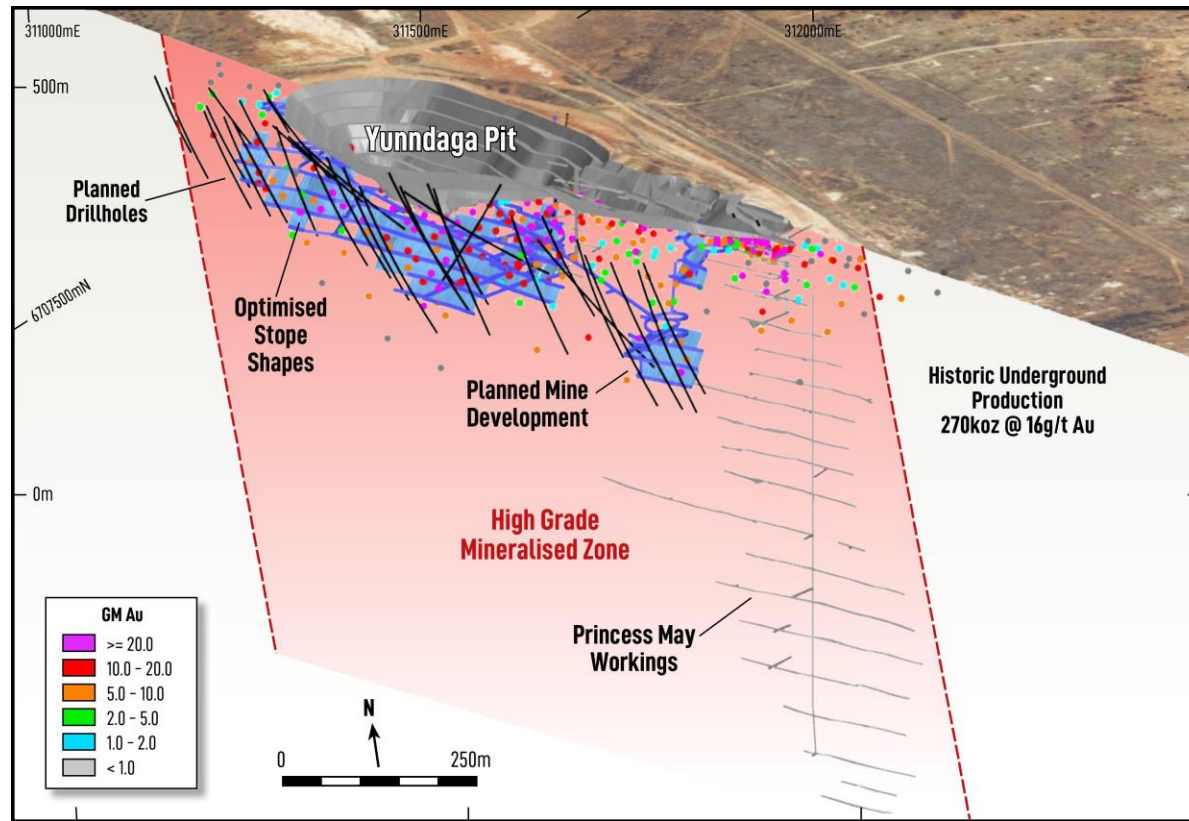 311000mE
311500mE
312000mE
500m
Yunndaga Pit
Planned
Drillholes
6707500mN
Optimised
Stope
Shapes
Planned Mine
Development
Historic Underground
Production
270koz @ 16g/t Au
0m
High Grade
Mineralised Zone
Princess May
Workings
GM Au
>= 20.0
10.0 - 20.0
5.0 - 10.0
2.0 - 5.0
1.0 - 2.0
< 1.0
N
0 250m